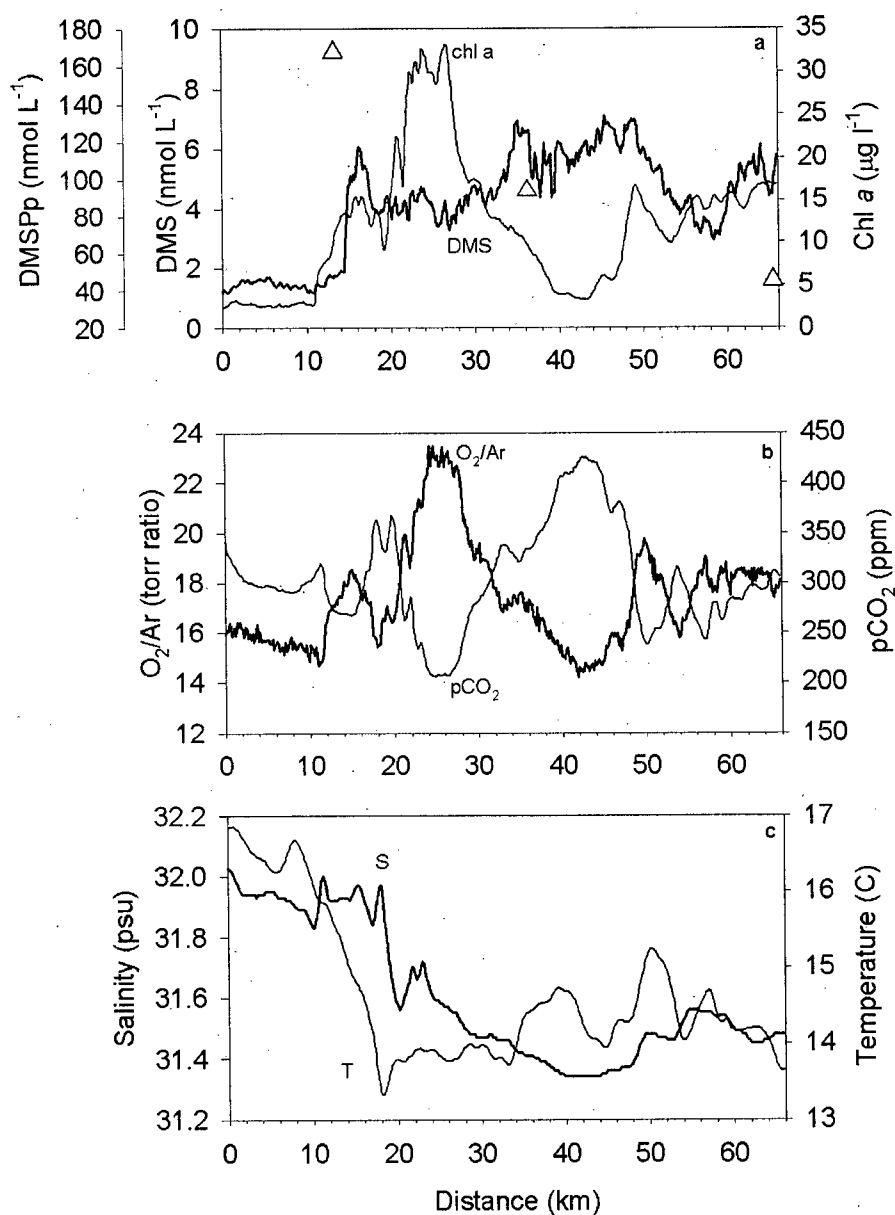 180
160
140
120
100
80
60
40
20
DMSPp (nmol L⁻¹)
10
8
6
4
2
0
DMS (nmol L⁻¹)
a
chl a
DMS
35
30
25
20
15
10
5
0
Chl a (µg l⁻¹)
0 10 20 30 40 50 60
24
22
20
18
16
14
12
O₂/Ar (torr ratio)
b
O₂/Ar
pCO₂
450
400
350
300
250
200
150
pCO₂ (ppm)
0 10 20 30 40 50 60
32.2
32.0
31.8
31.6
31.4
31.2
Salinity (psu)
c
S
T
17
16
15
14
13
Temperature (C)
0 10 20 30 40 50 60
Distance (km)